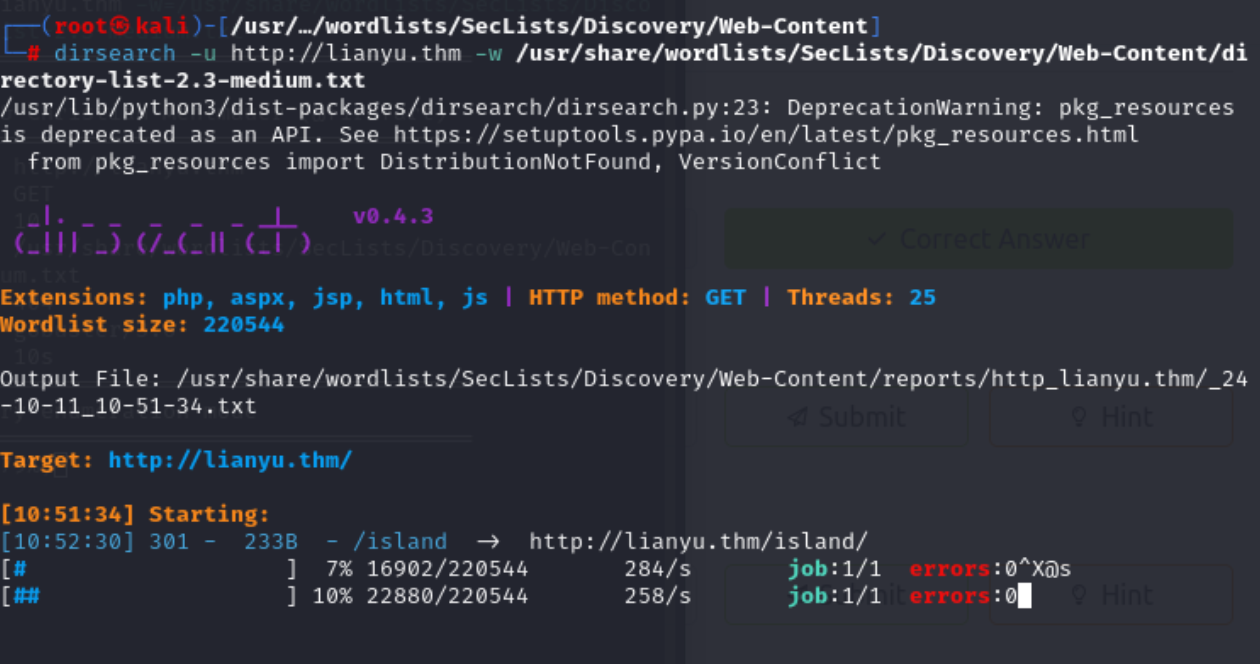 ┌──(root㉿kali)-[/usr/…/wordlists/SecLists/Discovery/Web-Content]
└─# dirsearch -u http://lianyu.thm -w /usr/share/wordlists/SecLists/Discovery/Web-Content/di
rectory-list-2.3-medium.txt
/usr/lib/python3/dist-packages/dirsearch/dirsearch.py:23: DeprecationWarning: pkg_resources
is deprecated as an API. See https://setuptools.pypa.io/en/latest/pkg_resources.html
from pkg_resources import DistributionNotFound, VersionConflict
GET
v0.4.3
Correct Answer
um.txt
Extensions: php, aspx, jsp, html, js | HTTP method: GET | Threads: 25
Wordlist size: 220544
10s
Output File: /usr/share/wordlists/SecLists/Discovery/Web-Content/reports/http_lianyu.thm/_24
-10-11_10-51-34.txt
Submit
Hint
Target: http://lianyu.thm/
[10:51:34] Starting:
[10:52:30] 301 - 233B - /island → http://lianyu.thm/island/
[# ] 7% 16902/220544 284/s job:1/1 errors:0^X@s
[## ] 10% 22880/220544 258/s job:1/1 errors:0
Hint